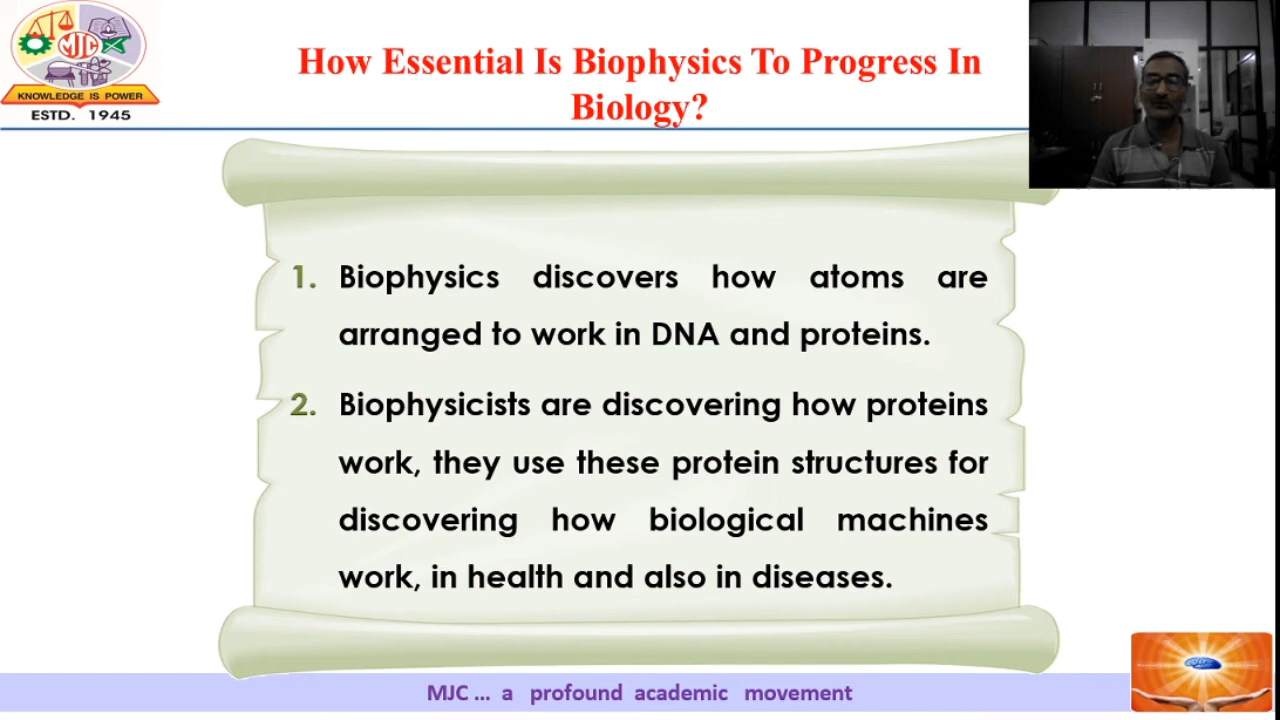 MJC
KNOWLEDGE IS POWER
ESTD. 1945
How Essential Is Biophysics To Progress In
Biology?
1. Biophysics discovers how atoms are
arranged to work in DNA and proteins.
2. Biophysicists are discovering how proteins
work, they use these protein structures for
discovering how biological machines
work, in health and also in diseases.
MJC ... a profound academic movement